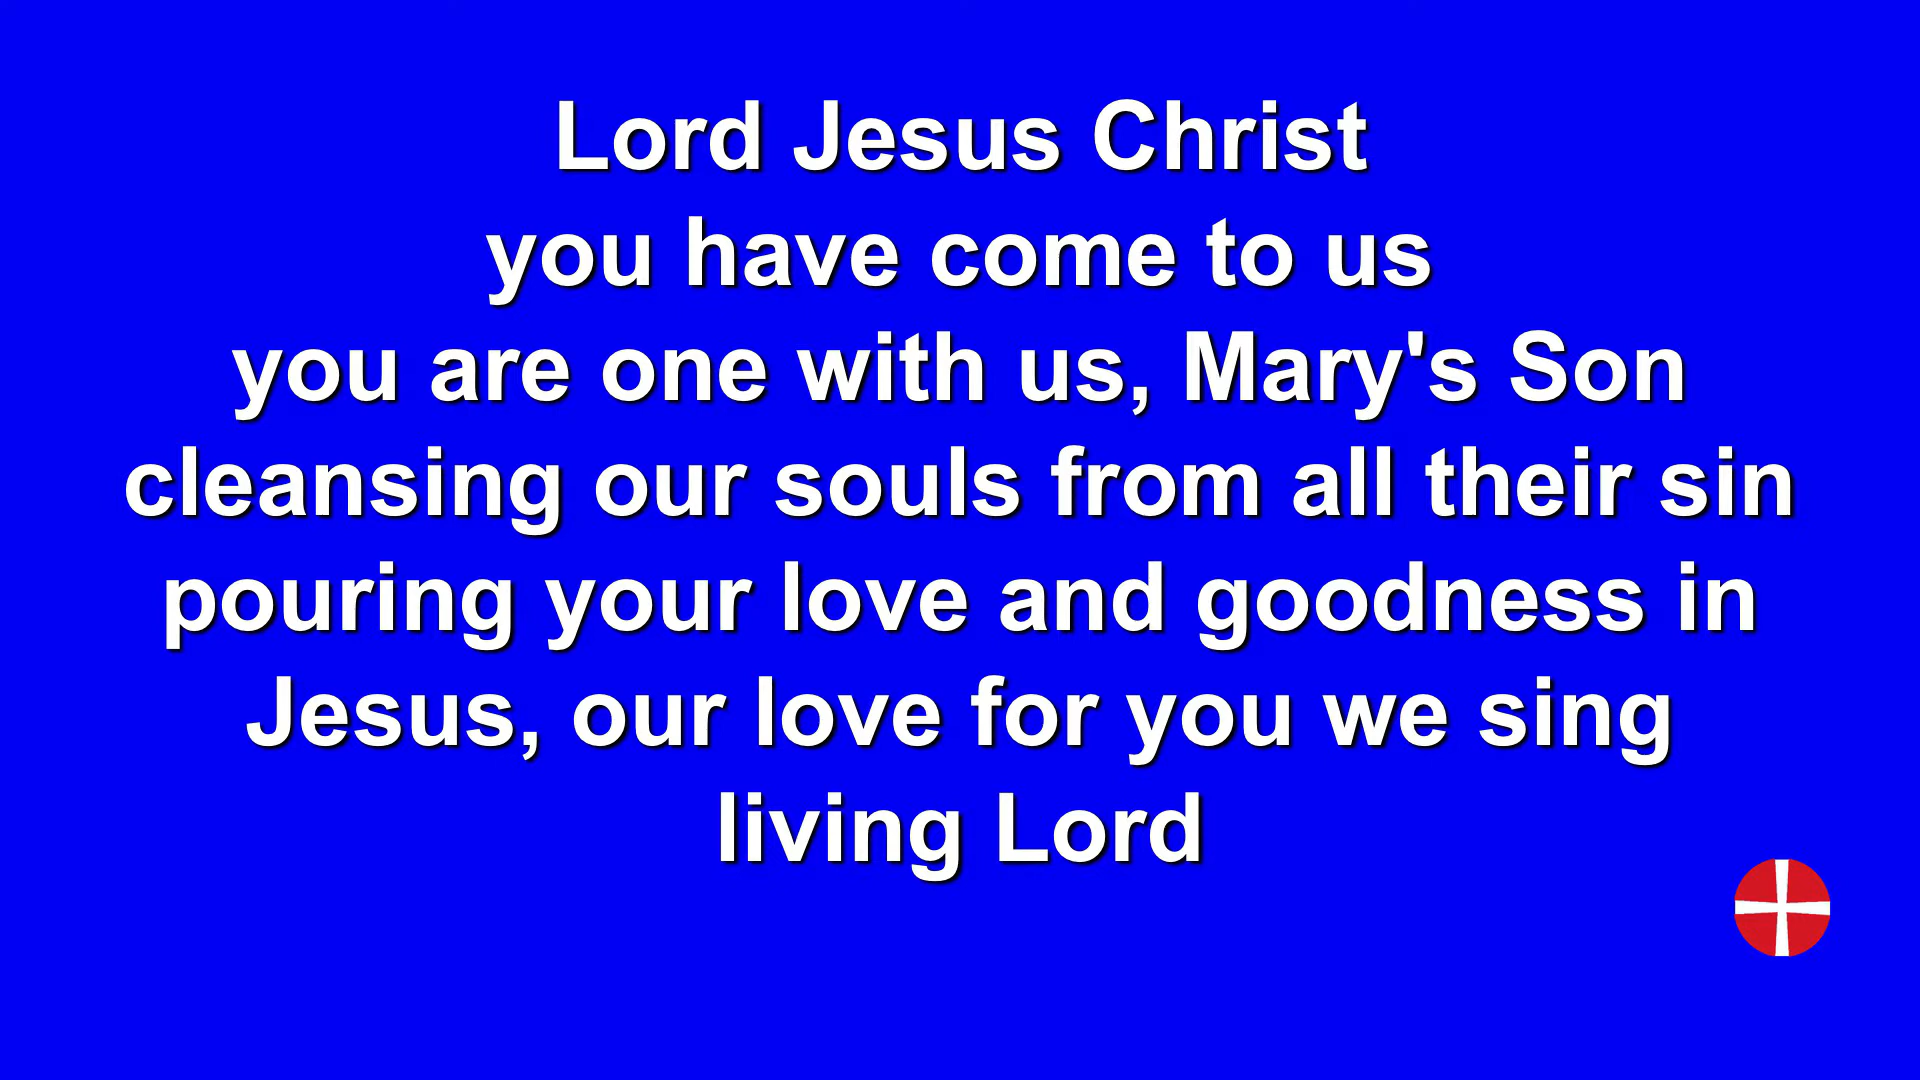 Lord Jesus Christ
you have come to us
you are one with us, Mary's Son
cleansing our souls from all their sin
pouring your love and goodness in
Jesus, our love for you we sing
living Lord